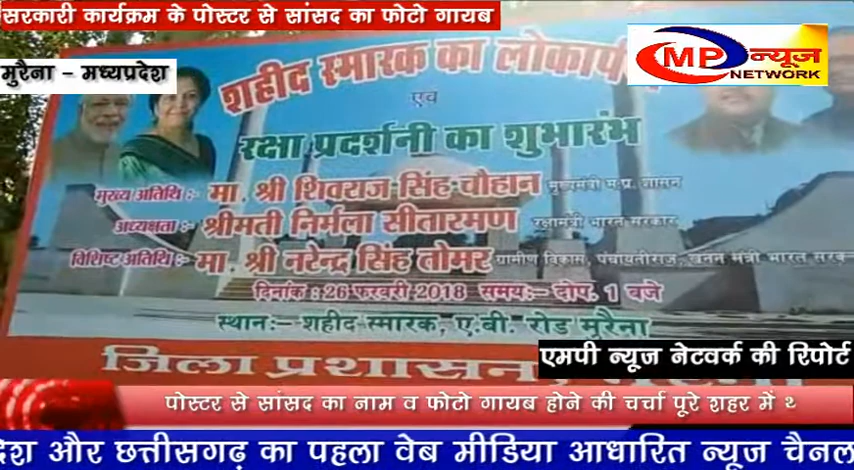 सरकारी कार्यक्रम के पोस्टर से सांसद का फोटो गायब
मुरैना - मध्यप्रदेश
MP न्यूज
NETWORK
शहीद स्मारक का
एवं
रक्षा प्रदर्शनी का शुभारंभ
मुख्य अतिथि :- मा. श्री शिवराज सिंह चौहान मुख्यमंत्री म.प्र. शासन
अध्यक्षता :- श्रीमती निर्मला सीतारमण रक्षामंत्री भारत सरकार
विशिष्ट अतिथि :- मा. श्री नरेन्द्र सिंह तोमर ग्रामीण विकास, पंचायतीराज, खनन मंत्री भारत
दिनांक : 26 फरवरी 2018 समय:- दोप. 1 बजे
स्थान:- शहीद स्मारक, ए.बी. रोड मुरैना
जिला प्रशासन,
एमपी न्यूज नेटवर्क की रिपोर्ट
पोस्टर से सांसद का नाम व फोटो गायब होने की चर्चा पूरे शहर में
और छत्तीसगढ़ का पहला वेब मीडिया आधारित न्यूज चैनल